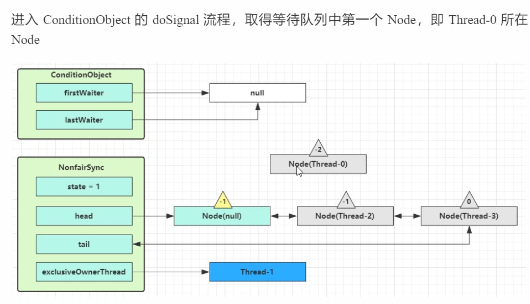 进入 ConditionObject 的 doSignal 流程，取得等待队列中第一个 Node，即 Thread-0 所在
Node
ConditionObject
firstWaiter
null
lastWaiter
-2
Node(Thread-0)
NonfairSync
state = 1
-1
-1
0
head
Node(null)
Node(Thread-2)
Node(Thread-3)
tail
exclusiveOwnerThread
Thread-1